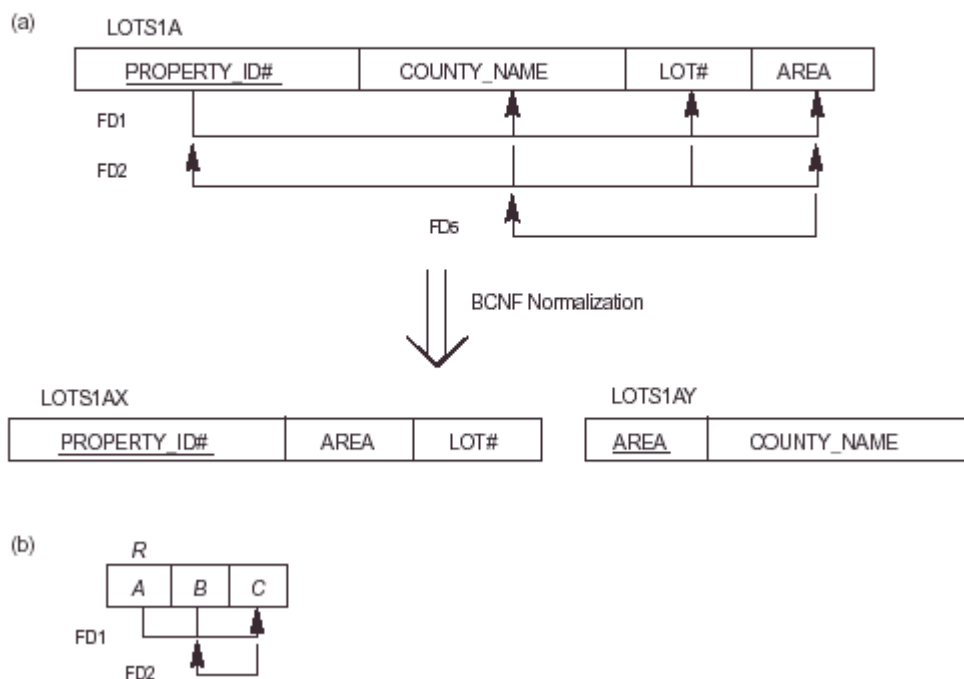 (a)
LOTS1A
PROPERTY_ID# COUNTY_NAME LOT# AREA
FD1
FD2
FD5
BCNF Normalization
LOTS1AX
PROPERTY_ID# AREA LOT#
LOTS1AY
AREA COUNTY_NAME
(b)
R
A B C
FD1
FD2